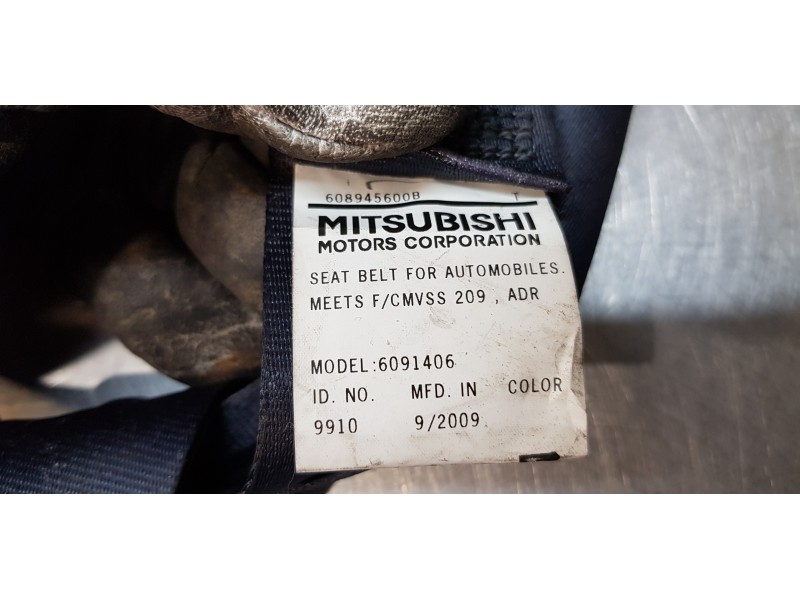 608945600B T
MITSUBISHI
MOTORS CORPORATION
SEAT BELT FOR AUTOMOBILES.
MEETS F/CMVSS 209 , ADR
MODEL:6091406
ID. NO. MFD. IN COLOR
9910 9/2009